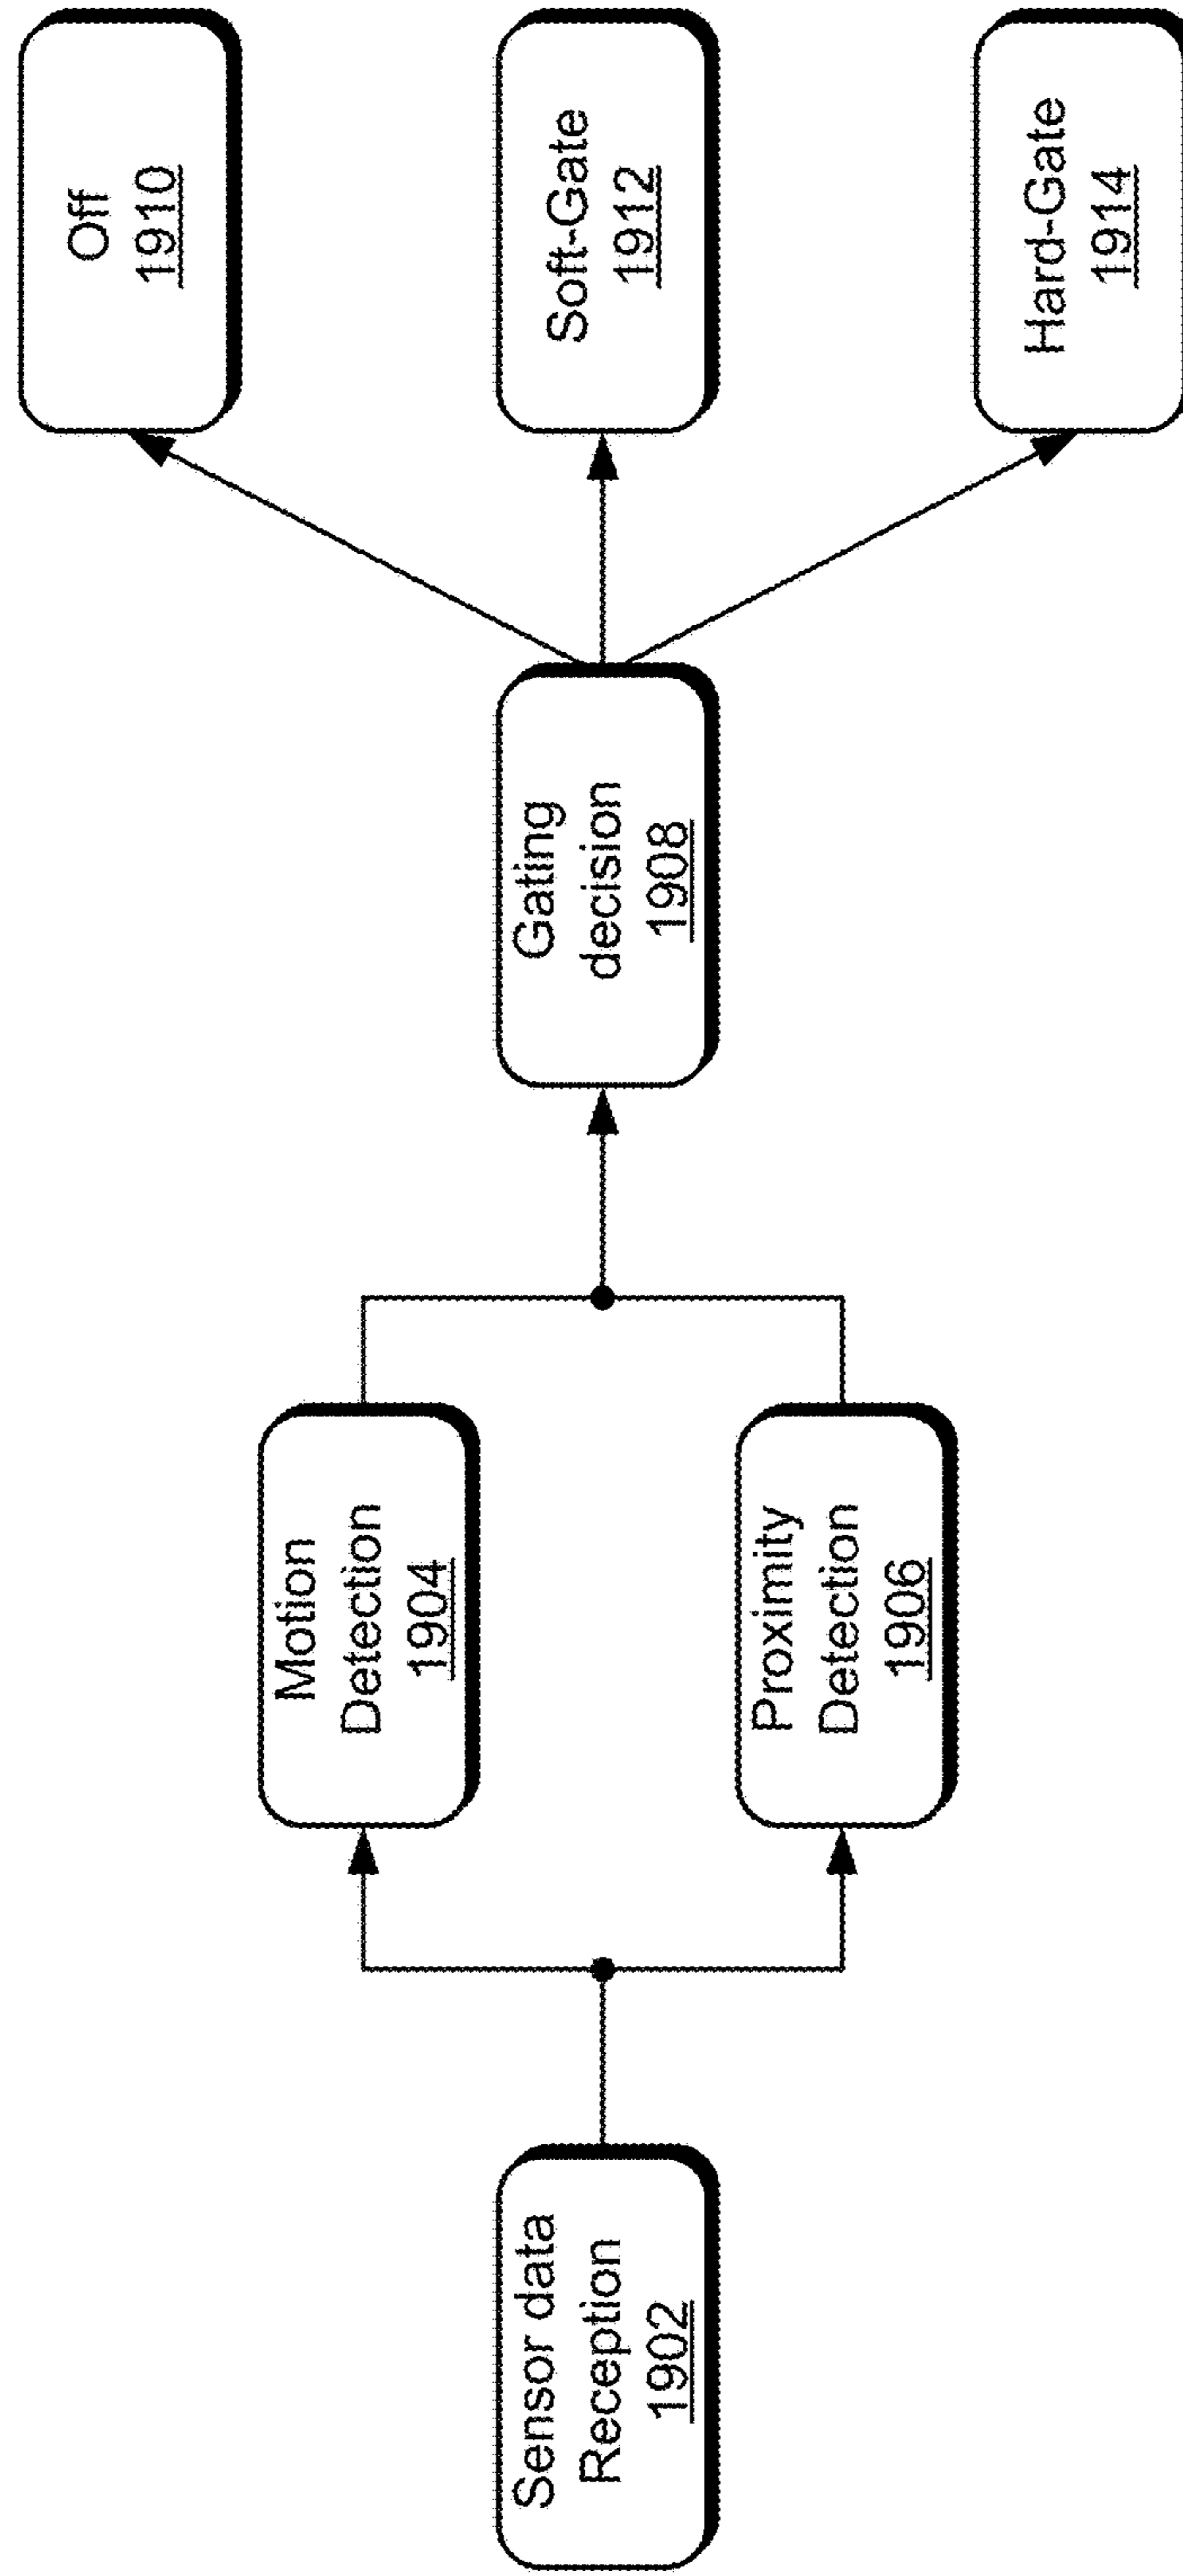 Sensor data
Reception
1902
Motion
Detection
1904
Proximity
Detection
1906
Gating
decision
1908
Off
1910
Soft-Gate
1912
Hard-Gate
1914